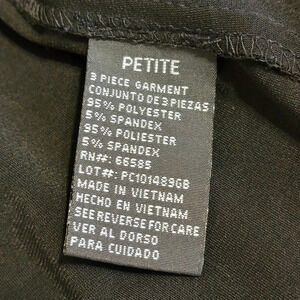 PETITE
3 PIECE GARMENT
CONJUNTO DE 3 PIEZAS
95% POLYESTER
5% SPANDEX
95% POLIESTER
5% SPANDEX
RN#: 66585
LOT#: PC101489GB
MADE IN VIETNAM
HECHO EN VIETNAM
SEE REVERSE FOR CARE
VER AL DORSO
PARA CUIDADO